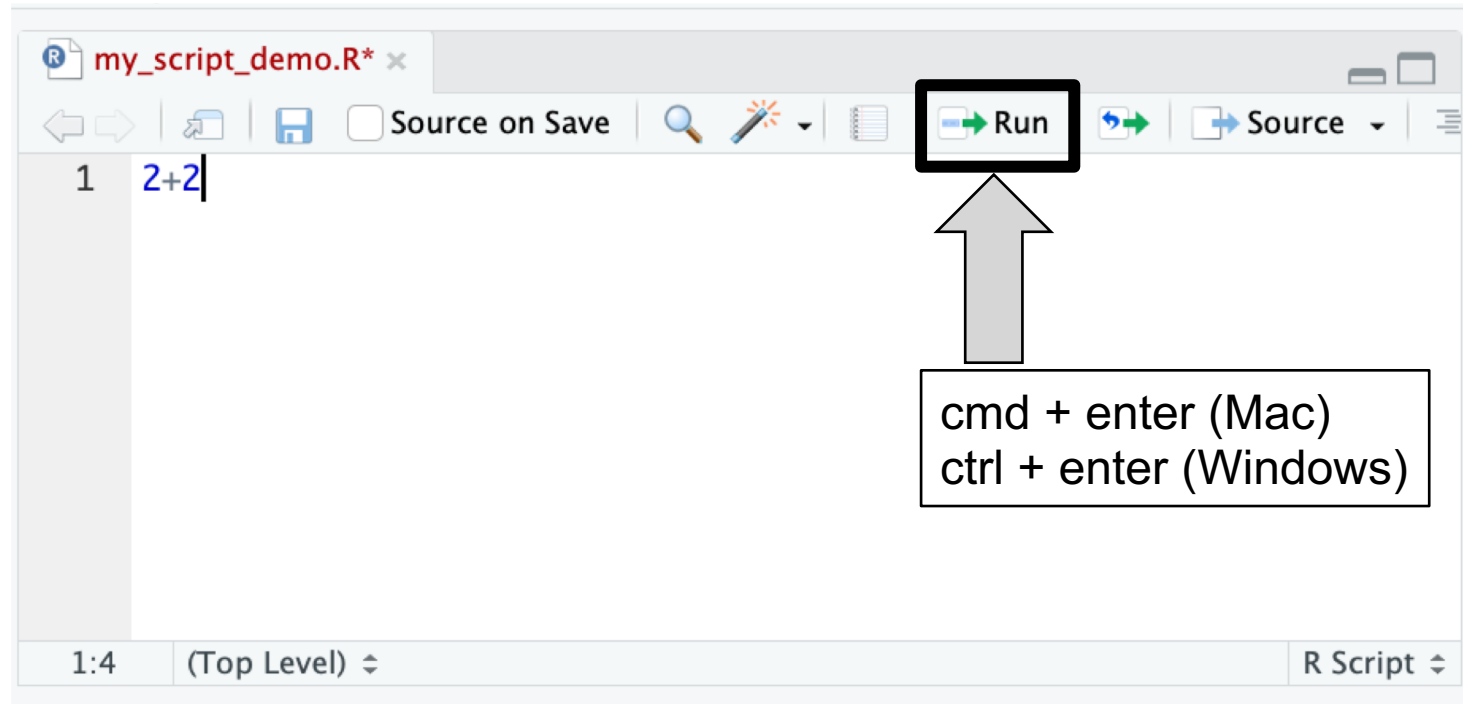 R my_script_demo.R* ×
Source on Save Run Source
1 2+2
cmd + enter (Mac)
ctrl + enter (Windows)
1:4 (Top Level) R Script